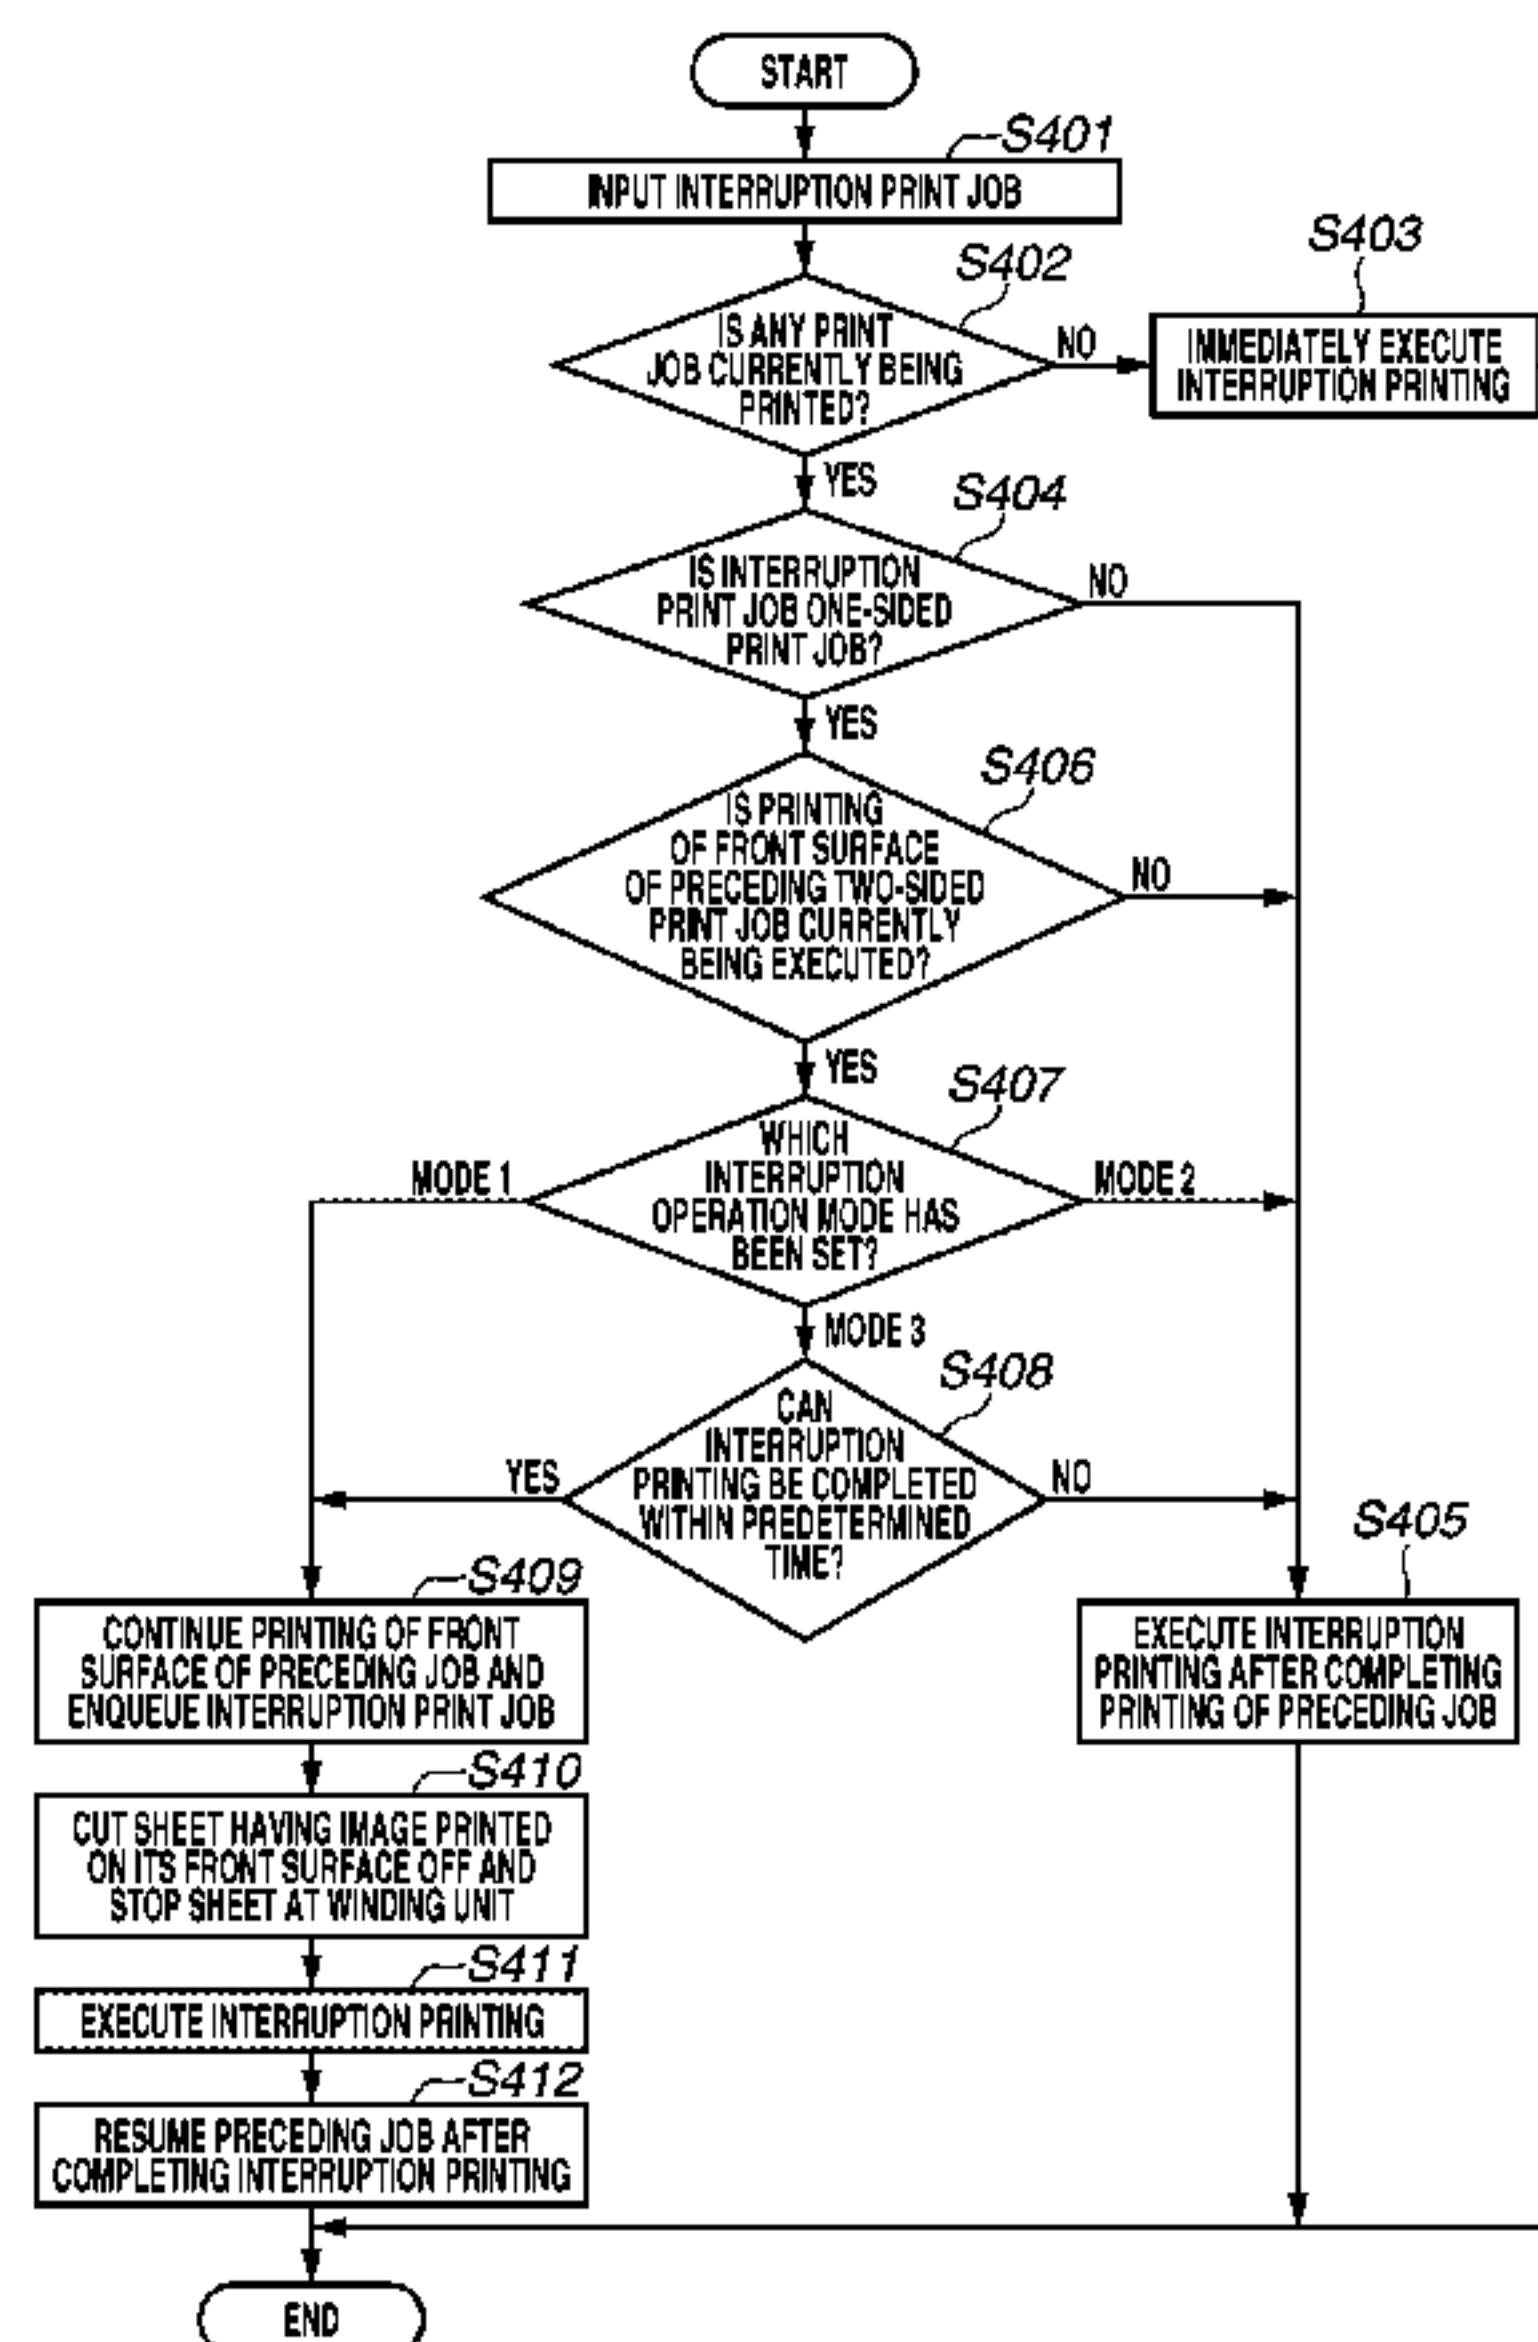 START
S401
INPUT INTERRUPTION PRINT JOB
S402
IS ANY PRINT
JOB CURRENTLY BEING
PRINTED?
NO
S403
IMMEDIATELY EXECUTE
INTERRUPTION PRINTING
YES
S404
IS INTERRUPTION
PRINT JOB ONE-SIDED
PRINT JOB?
NO
YES
S406
IS PRINTING
OF FRONT SURFACE
OF PRECEDING TWO-SIDED
PRINT JOB CURRENTLY
BEING EXECUTED?
NO
YES
S407
WHICH
INTERRUPTION
OPERATION MODE HAS
BEEN SET?
MODE 1
MODE 2
MODE 3
S408
CAN
INTERRUPTION
PRINTING BE COMPLETED
WITHIN PREDETERMINED
TIME?
YES
NO
S405
EXECUTE INTERRUPTION
PRINTING AFTER COMPLETING
PRINTING OF PRECEDING JOB
S409
CONTINUE PRINTING OF FRONT
SURFACE OF PRECEDING JOB AND
ENQUEUE INTERRUPTION PRINT JOB
S410
CUT SHEET HAVING IMAGE PRINTED
ON ITS FRONT SURFACE OFF AND
STOP SHEET AT WINDING UNIT
S411
EXECUTE INTERRUPTION PRINTING
S412
RESUME PRECEDING JOB AFTER
COMPLETING INTERRUPTION PRINTING
END